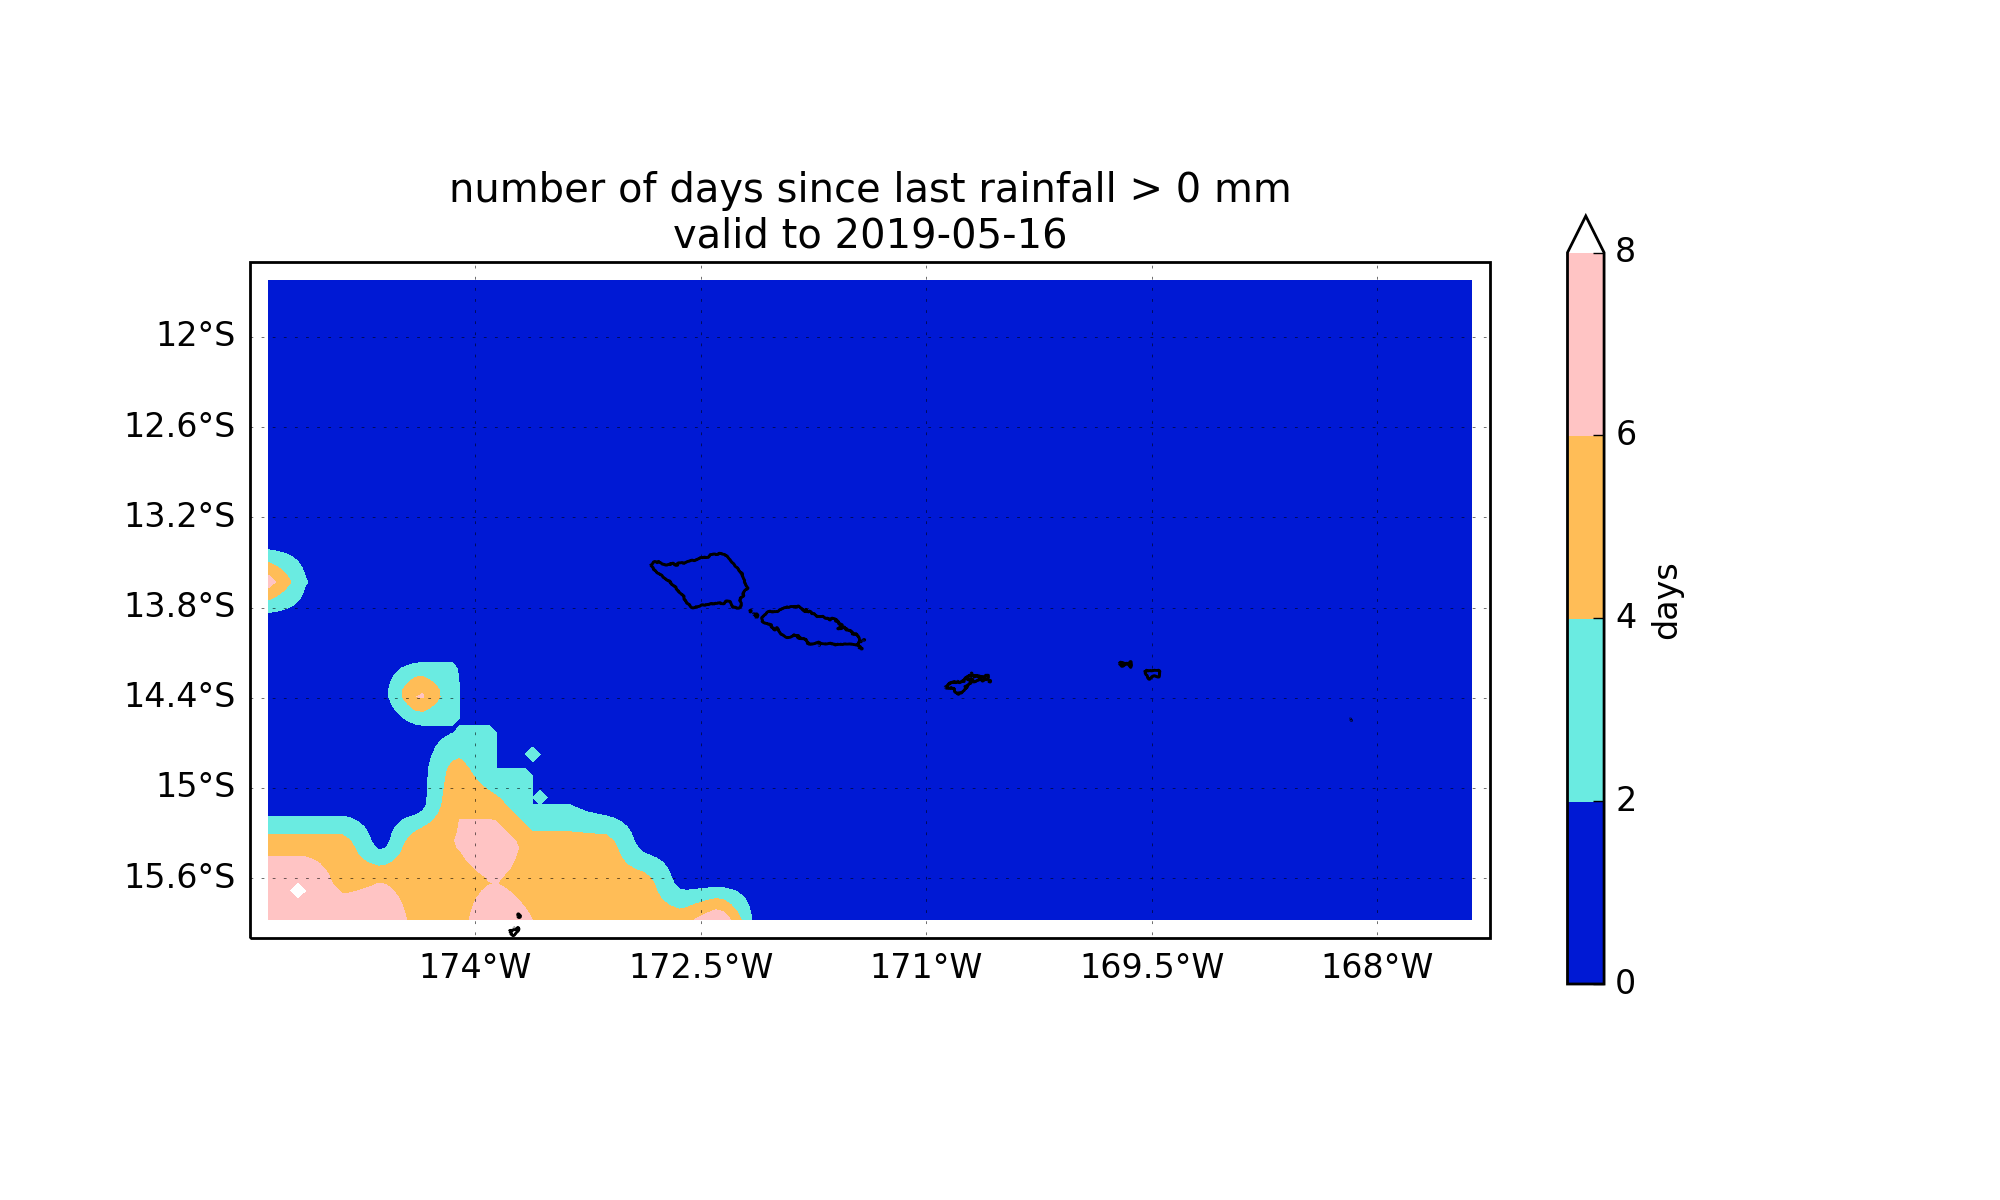 number of days since last rainfall > 0 mm
valid to 2019-05-16
12°S
12.6°S
13.2°S
13.8°S
14.4°S
15°S
15.6°S
174°W
172.5°W
171°W
169.5°W
168°W
8
6
4
2
0
days